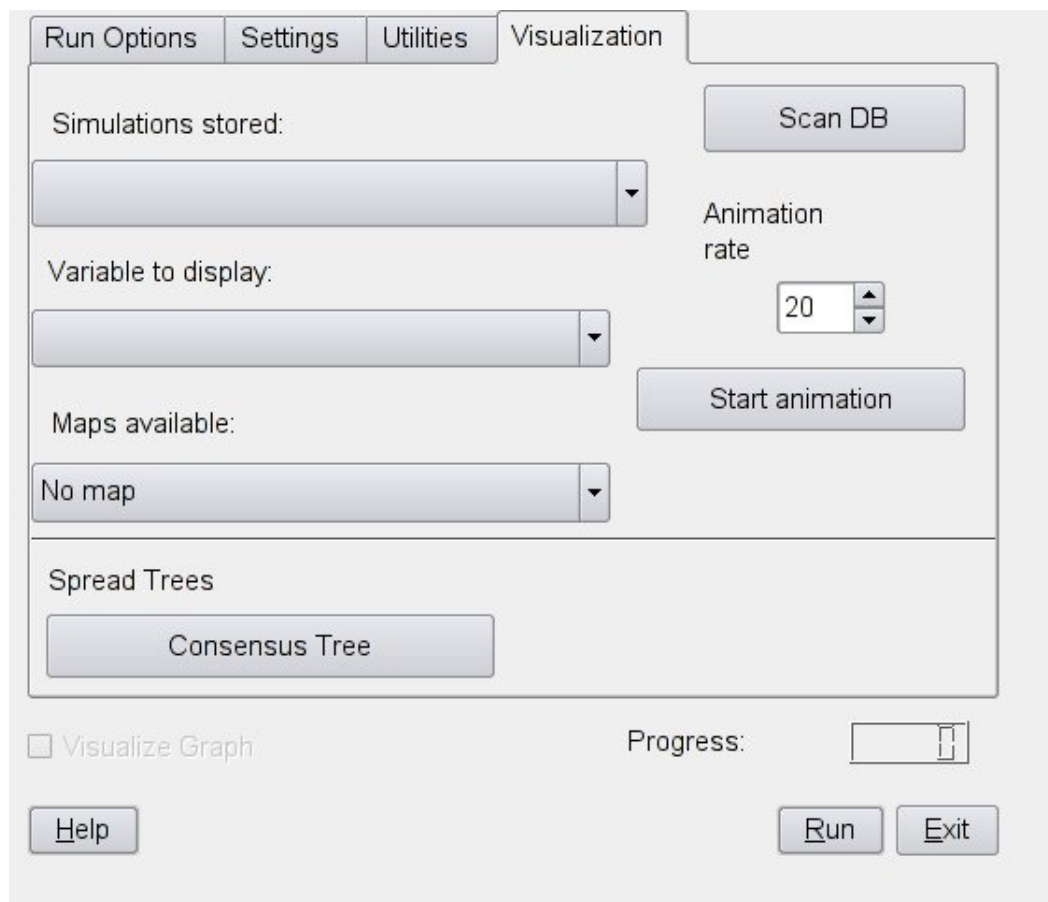 Run Options Settings Utilities Visualization
Simulations stored:
Scan DB
Animation
rate
Variable to display:
20
Start animation
Maps available:
No map
Spread Trees
Consensus Tree
Visualize Graph
Progress:
0
Help
Run
Exit